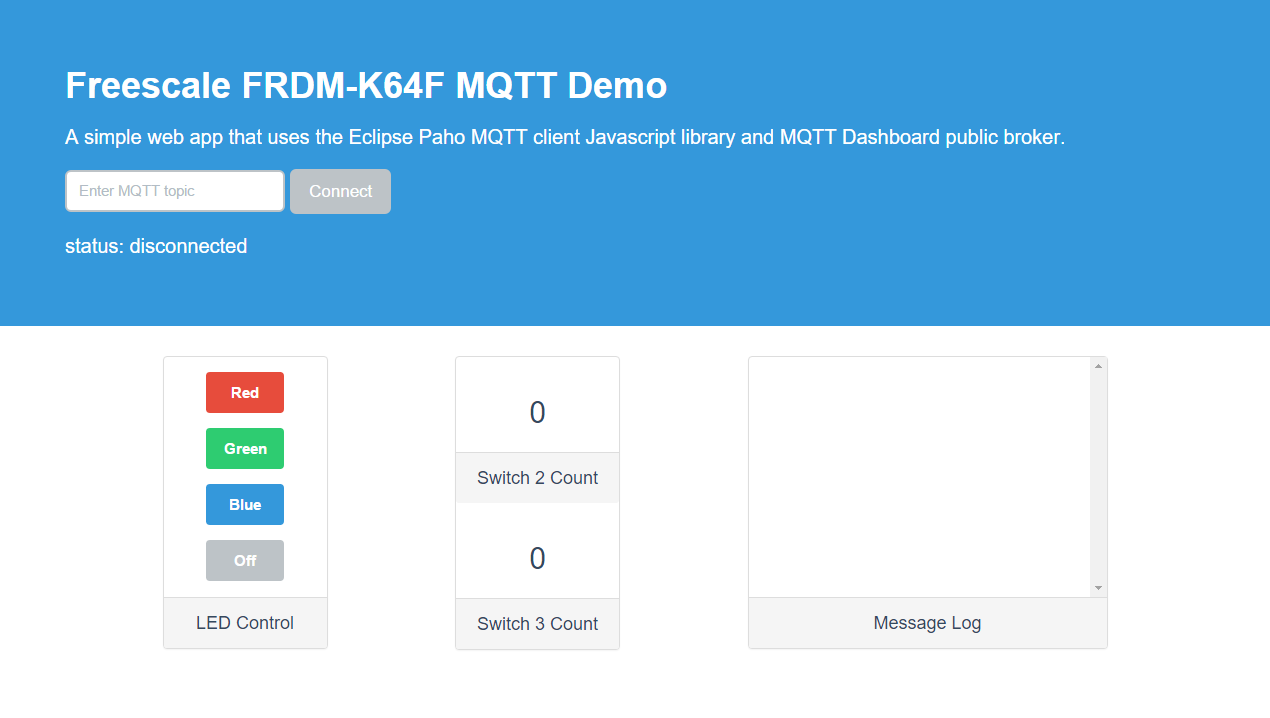 Freescale FRDM-K64F MQTT Demo
A simple web app that uses the Eclipse Paho MQTT client Javascript library and MQTT Dashboard public broker.
Enter MQTT topic
Connect
status: disconnected
Red
Green
Blue
Off
LED Control
0
Switch 2 Count
0
Switch 3 Count
Message Log